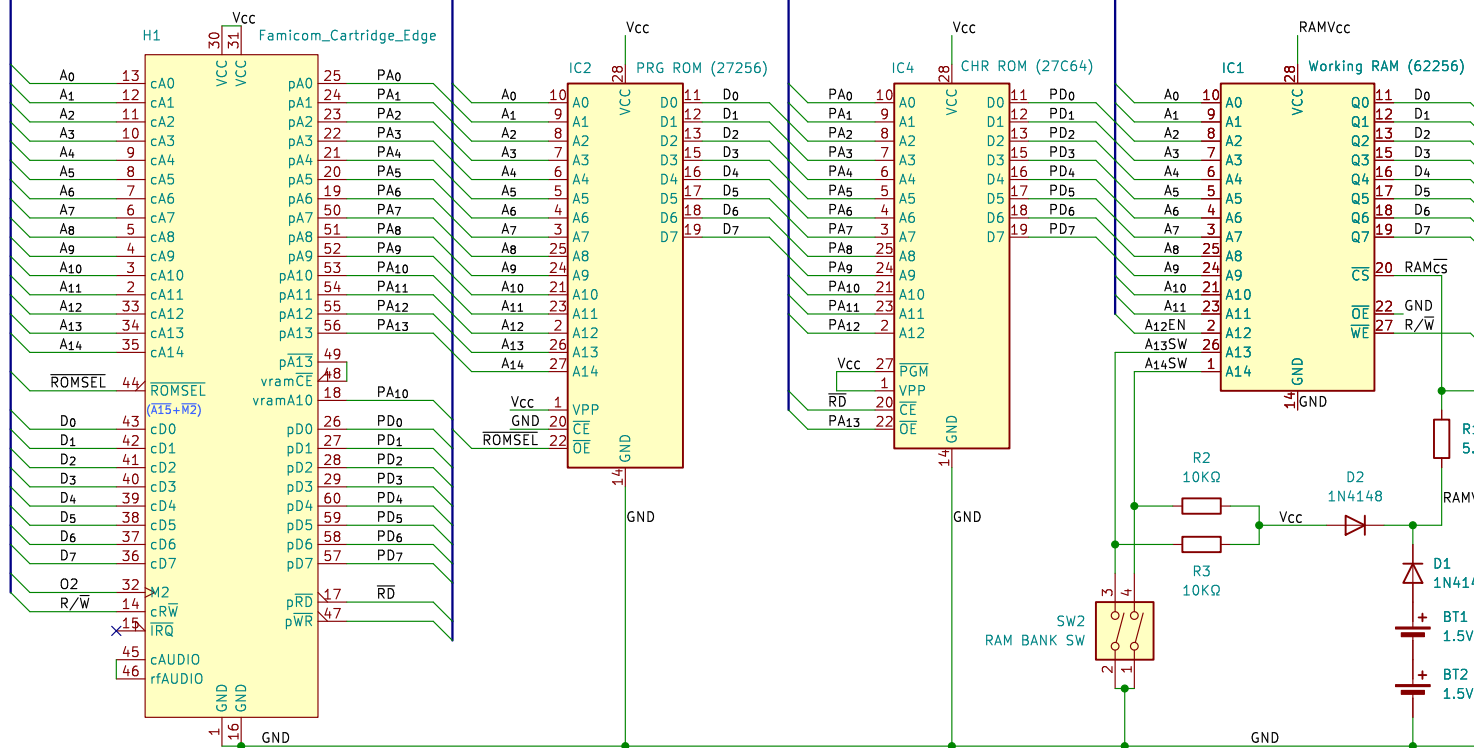 H1
Famicom_Cartridge_Edge
Vcc
30 31
VCC VCC
A0 13 cA0 pA0 25 PA0
A1 12 cA1 pA1 24 PA1
A2 11 cA2 pA2 23 PA2
A3 10 cA3 pA3 22 PA3
A4 9 cA4 pA4 21 PA4
A5 8 cA5 pA5 20 PA5
A6 7 cA6 pA6 19 PA6
A7 6 cA7 pA7 50 PA7
A8 5 cA8 pA8 51 PA8
A9 4 cA9 pA9 52 PA9
A10 3 cA10 pA10 53 PA10
A11 2 cA11 pA11 54 PA11
A12 33 cA12 pA12 55 PA12
A13 34 cA13 pA13 56 PA13
A14 35 cA14
pA13 49
vramCE 48
ROMSEL 44 ROMSEL
vramA10 18 PA10
(A15+M2)
D0 43 cD0 pD0 26 PD0
D1 42 cD1 pD1 27 PD1
D2 41 cD2 pD2 28 PD2
D3 40 cD3 pD3 29 PD3
D4 39 cD4 pD4 60 PD4
D5 38 cD5 pD5 59 PD5
D6 37 cD6 pD6 58 PD6
D7 36 cD7 pD7 57 PD7
O2 32 M2
pRD 17 RD
R/W 14 cRW
pWR 47
15 IRQ
45 cAUDIO
46 rfAUDIO
GND GND
1 16
GND
Vcc
IC2 28 PRG ROM (27256)
VCC
A0 10 A0 D0 11 D0
A1 9 A1 D1 12 D1
A2 8 A2 D2 13 D2
A3 7 A3 D3 15 D3
A4 6 A4 D4 16 D4
A5 5 A5 D5 17 D5
A6 4 A6 D6 18 D6
A7 3 A7 D7 19 D7
A8 25 A8
A9 24 A9
A10 21 A10
A11 23 A11
A12 2 A12
A13 26 A13
A14 27 A14
Vcc 1 VPP
GND 20 CE
ROMSEL 22 OE
GND
14
GND
Vcc
IC4 28 CHR ROM (27C64)
VCC
PA0 10 A0 D0 11 PD0
PA1 9 A1 D1 12 PD1
PA2 8 A2 D2 13 PD2
PA3 7 A3 D3 15 PD3
PA4 6 A4 D4 16 PD4
PA5 5 A5 D5 17 PD5
PA6 4 A6 D6 18 PD6
PA7 3 A7 D7 19 PD7
PA8 25 A8
PA9 24 A9
PA10 21 A10
PA11 23 A11
PA12 2 A12
Vcc 27 PGM
1 VPP
RD 20 CE
PA13 22 OE
GND
14
GND
RAMVcc
IC1 28 Working RAM (62256)
VCC
A0 10 A0 Q0 11 D0
A1 9 A1 Q1 12 D1
A2 8 A2 Q2 13 D2
A3 7 A3 Q3 15 D3
A4 6 A4 Q4 16 D4
A5 5 A5 Q5 17 D5
A6 4 A6 Q6 18 D6
A7 3 A7 Q7 19 D7
A8 25 A8
A9 24 A9 CS 20 RAMCS
A10 21 A10
A11 23 A11 OE 22 GND
A12EN 2 A12 WE 27 R/W
A13SW 26 A13
A14SW 1 A14
GND
14 GND
R2
10KΩ
R3
10KΩ
Vcc
D2
1N4148
D1
BT1
1.5V
BT2
1.5V
SW2
RAM BANK SW
3 4
2 1
GND